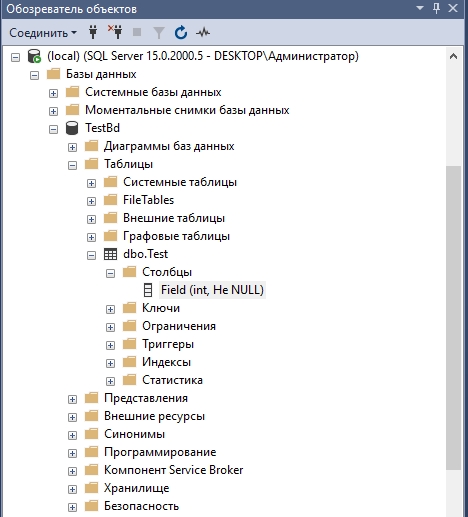 Обозреватель объектов
Соединить
(local) (SQL Server 15.0.2000.5 - DESKTOP\Администратор)
Базы данных
Системные базы данных
Моментальные снимки базы данных
TestBd
Диаграммы баз данных
Таблицы
Системные таблицы
FileTables
Внешние таблицы
Графовые таблицы
dbo.Test
Столбцы
Field (int, Не NULL)
Ключи
Ограничения
Триггеры
Индексы
Статистика
Представления
Внешние ресурсы
Синонимы
Программирование
Компонент Service Broker
Хранилище
Безопасность